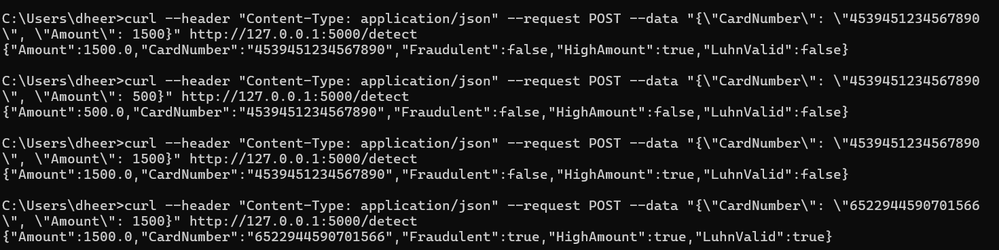 C:\Users\dheer>curl --header "Content-Type: application/json" --request POST --data "{\"CardNumber\": \"4539451234567890
\", \"Amount\": 1500}" http://127.0.0.1:5000/detect
{"Amount":1500.0,"CardNumber":"4539451234567890","Fraudulent":false,"HighAmount":true,"LuhnValid":false}
C:\Users\dheer>curl --header "Content-Type: application/json" --request POST --data "{\"CardNumber\": \"4539451234567890
\", \"Amount\": 500}" http://127.0.0.1:5000/detect
{"Amount":500.0,"CardNumber":"4539451234567890","Fraudulent":false,"HighAmount":false,"LuhnValid":false}
C:\Users\dheer>curl --header "Content-Type: application/json" --request POST --data "{\"CardNumber\": \"4539451234567890
\", \"Amount\": 1500}" http://127.0.0.1:5000/detect
{"Amount":1500.0,"CardNumber":"4539451234567890","Fraudulent":false,"HighAmount":true,"LuhnValid":false}
C:\Users\dheer>curl --header "Content-Type: application/json" --request POST --data "{\"CardNumber\": \"6522944590701566
\", \"Amount\": 1500}" http://127.0.0.1:5000/detect
{"Amount":1500.0,"CardNumber":"6522944590701566","Fraudulent":true,"HighAmount":true,"LuhnValid":true}